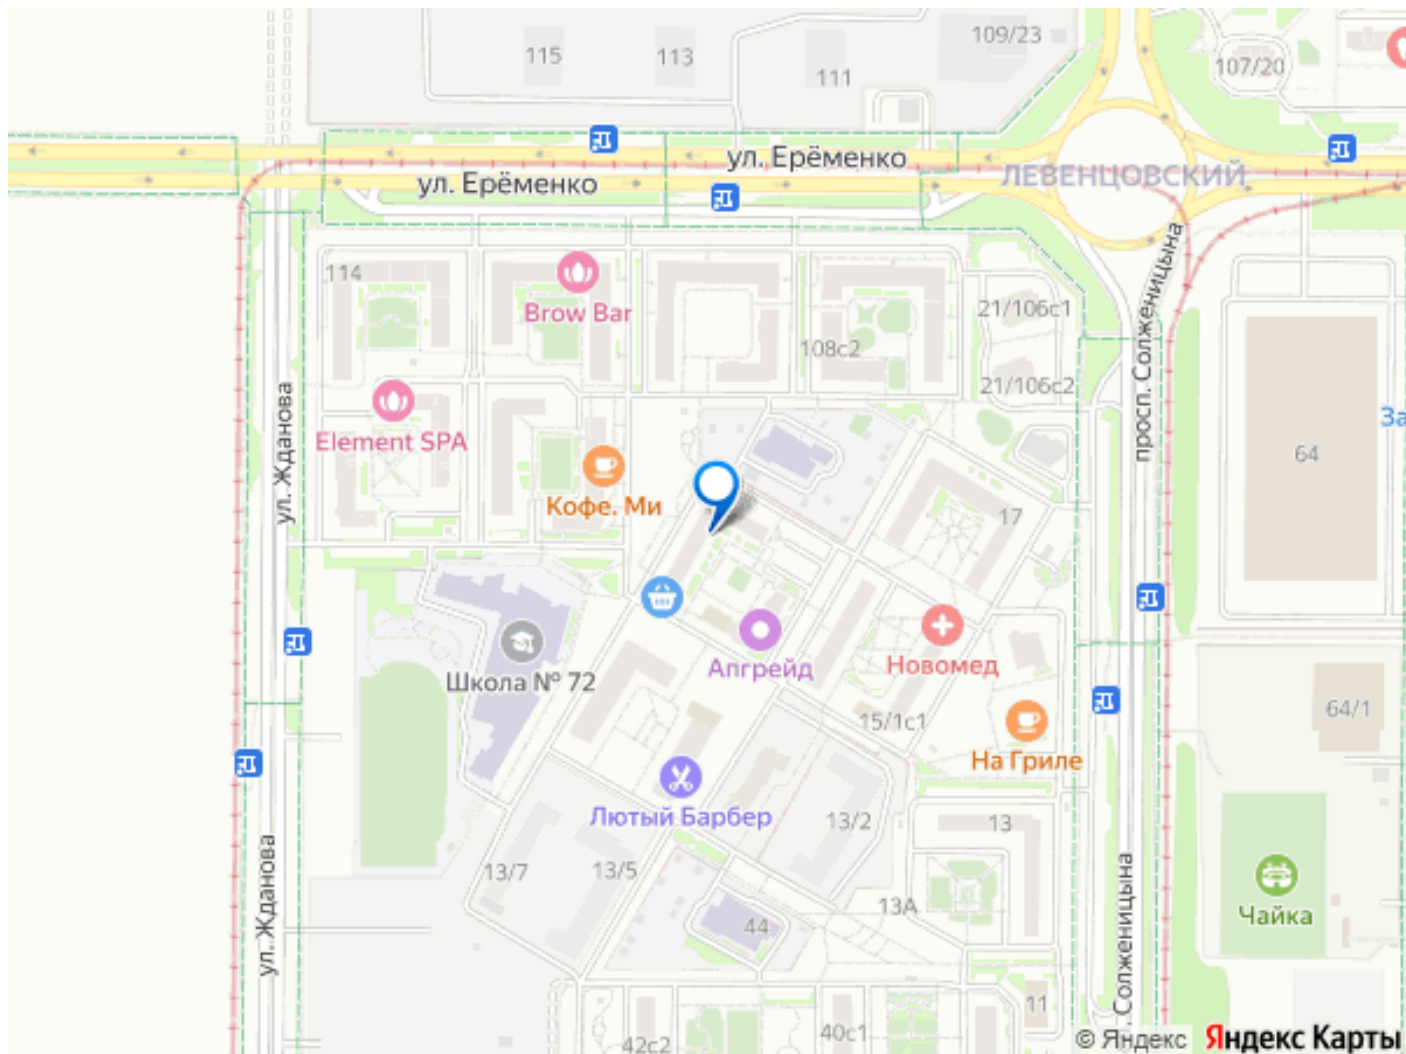 115
113
111
109/23
107/20
ул. Ерёменко
ул. Ерёменко
ЛЕВЕНЦОВСКИЙ
114
Brow Bar
108с2
21/106с1
21/106с2
просп. Солженицына
ул. Жданова
Element SPA
Кофе. Ми
За
64
17
Школа № 72
Апгрейд
Новомед
15/1с1
64/1
На Гриле
Лютый Барбер
13/2
13
13/7
13/5
13А
44
Чайка
ул. Жданова
. Солженицына
11
42с2
40с1
© Яндекс Яндекс Карты